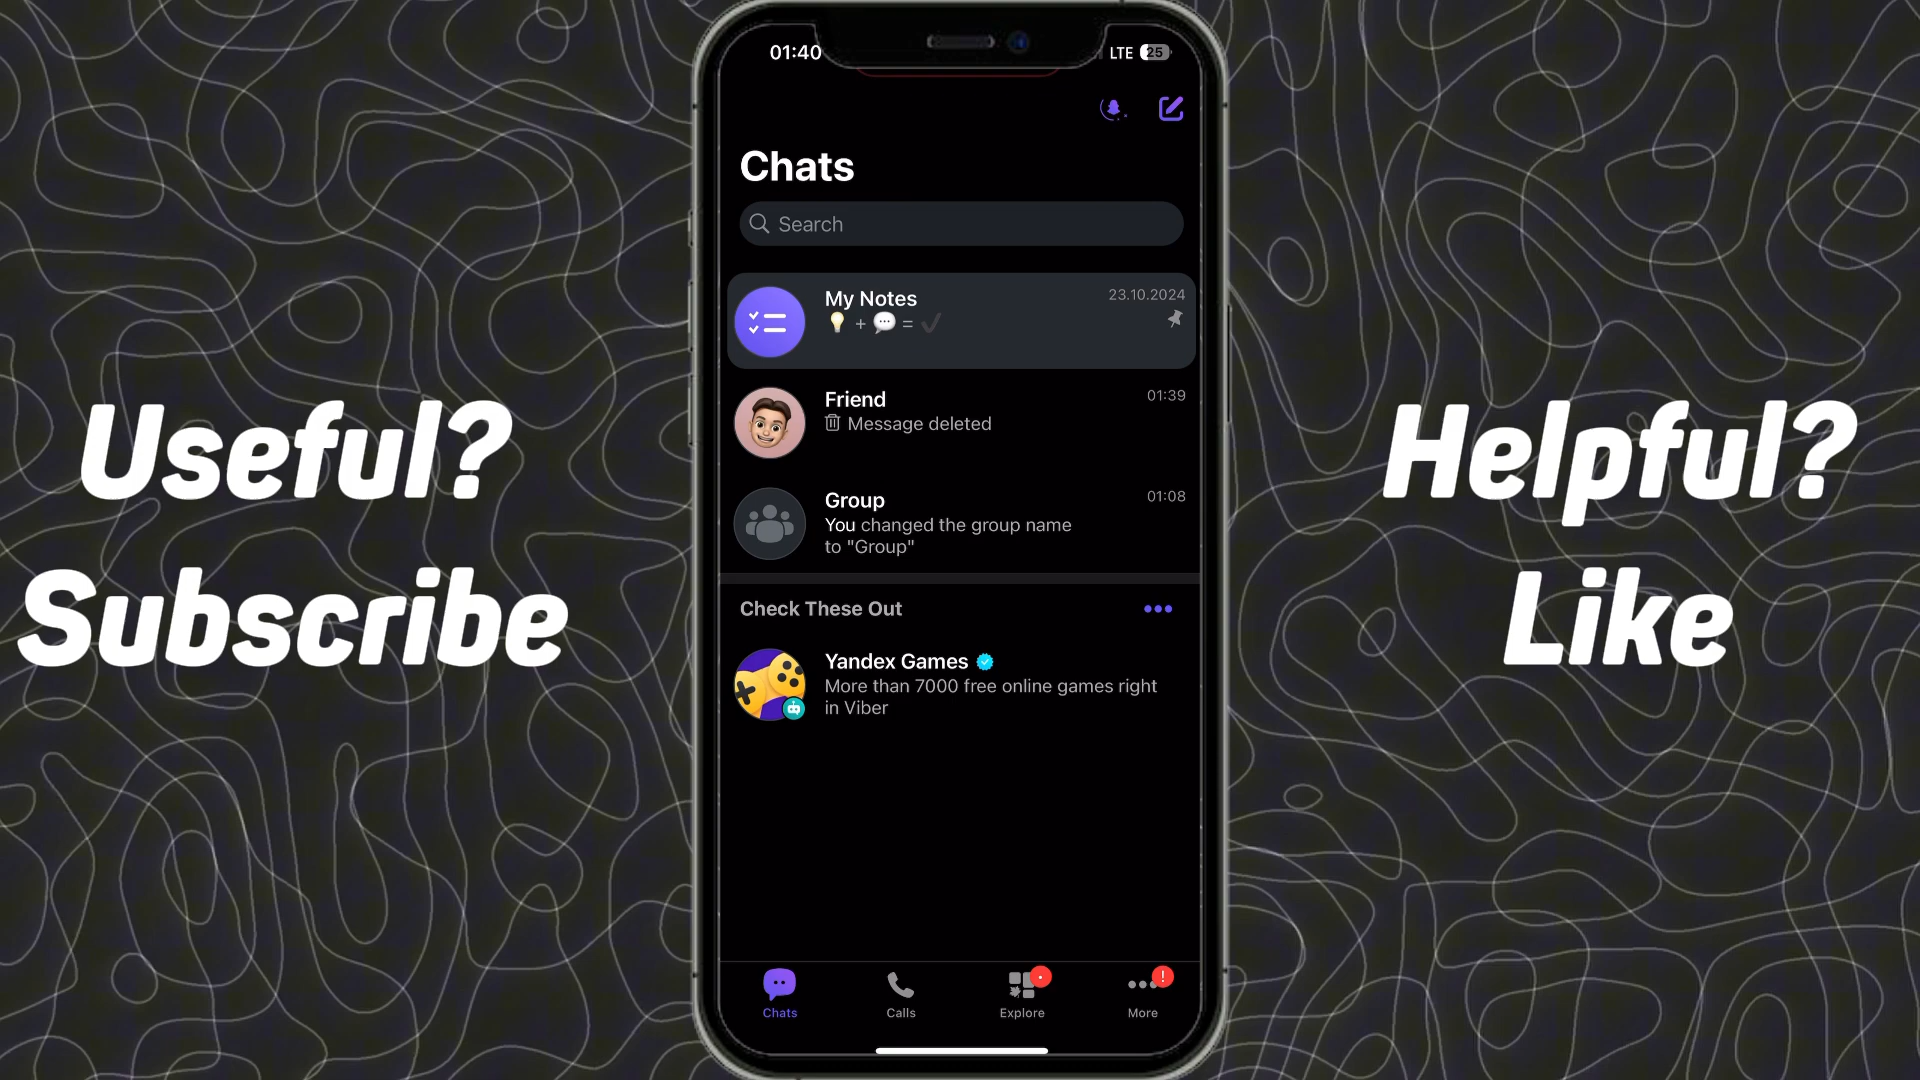 01:40
LTE 25
Chats
Search
My Notes
23.10.2024
+ =
Friend
01:39
Message deleted
Group
01:08
You changed the group name
to "Group"
Check These Out
Yandex Games
More than 7000 free online games right
in Viber
Chats
Calls
Explore
!
More
Useful?
Subscribe
Helpful?
Like